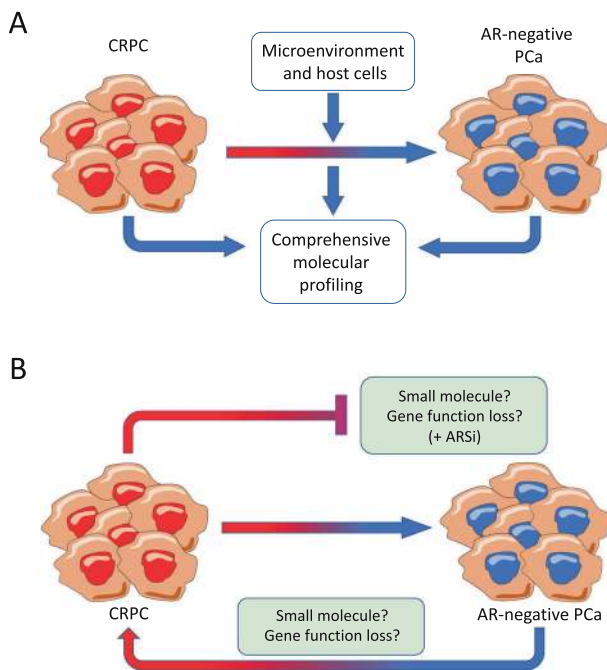 A
CRPC
Microenvironment
and host cells
AR-negative
PCa
Comprehensive
molecular
profiling
B
Small molecule?
Gene function loss?
(+ ARSi)
CRPC
AR-negative PCa
Small molecule?
Gene function loss?